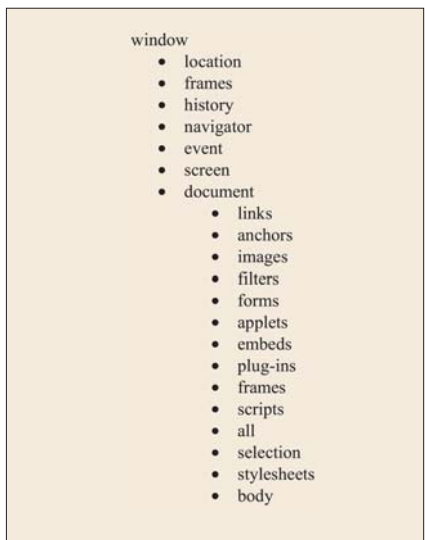 window
• location
• frames
• history
• navigator
• event
• screen
• document
• links
• anchors
• images
• filters
• forms
• applets
• embeds
• plug-ins
• frames
• scripts
• all
• selection
• stylesheets
• body